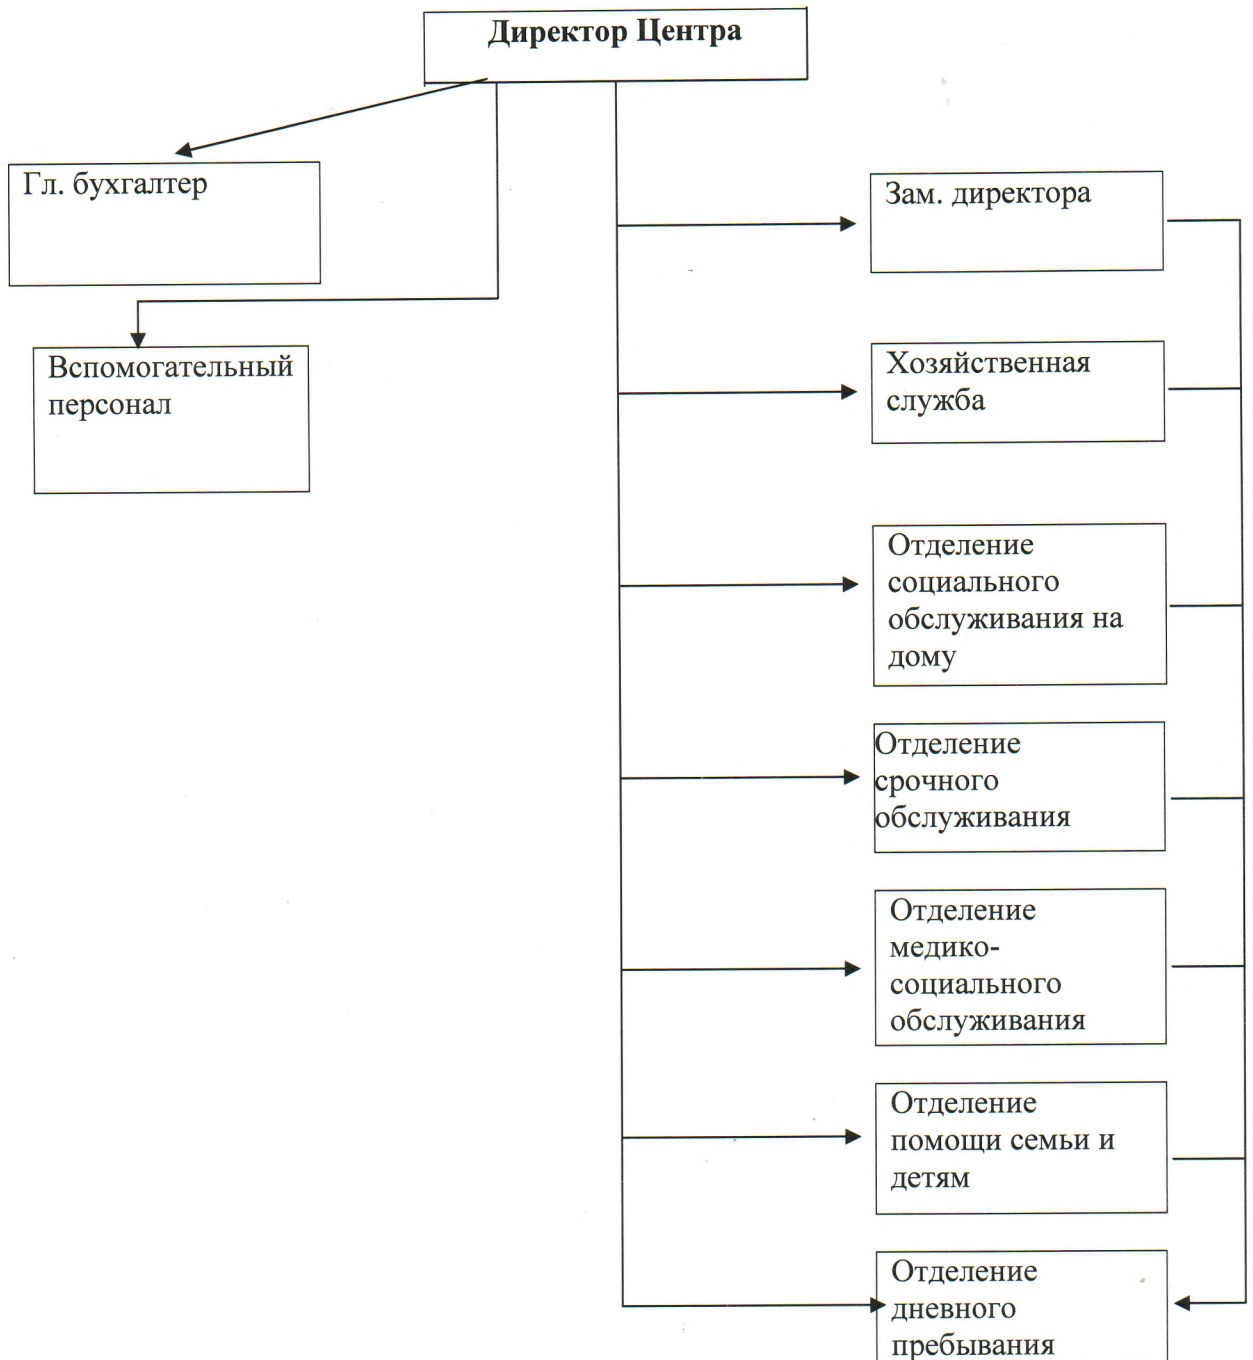 Директор Центра
Гл. бухгалтер
Зам. директора
Вспомогательный
персонал
Хозяйственная
служба
Отделение
социального
обслуживания на
дому
Отделение
срочного
обслуживания
Отделение
медико-
социального
обслуживания
Отделение
помощи семьи и
детям
Отделение
дневного
пребывания